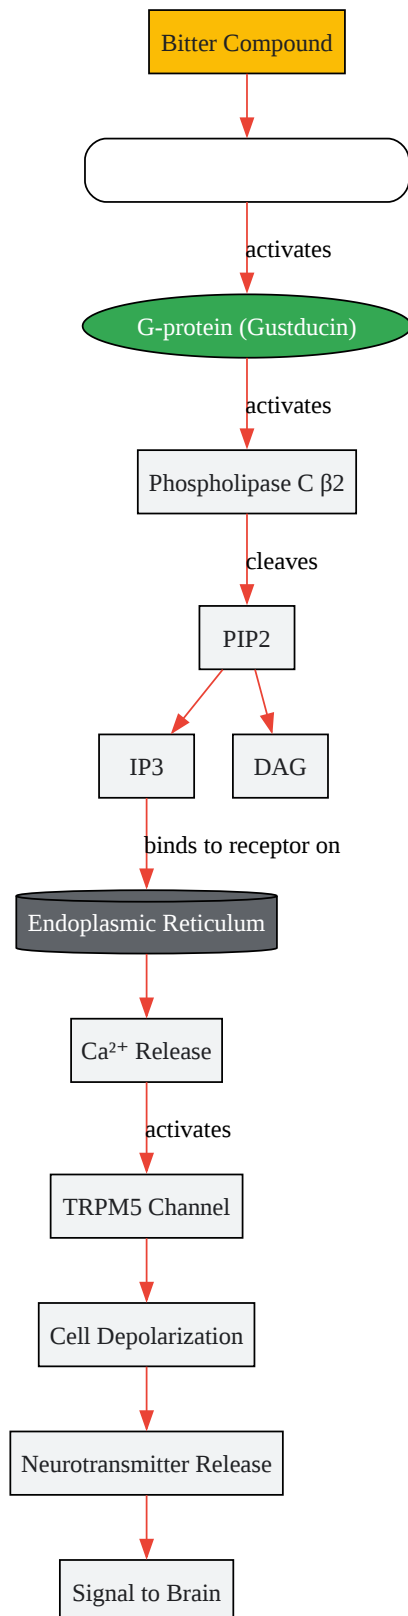 Bitter Compound
activates
G-protein (Gustducin)
activates
Phospholipase C β2
cleaves
PIP2
IP3
DAG
binds to receptor on
Endoplasmic Reticulum
Ca²⁺ Release
activates
TRPM5 Channel
Cell Depolarization
Neurotransmitter Release
Signal to Brain